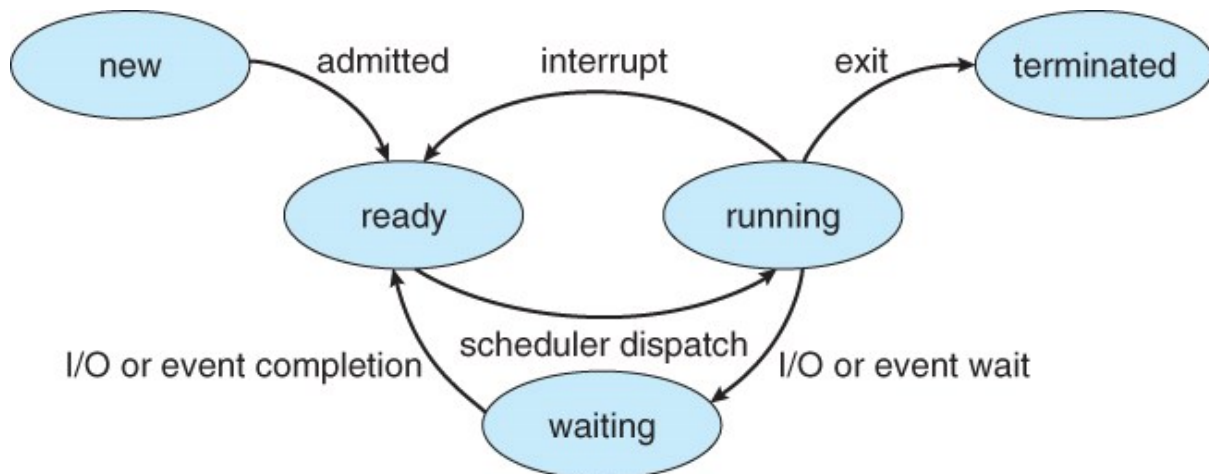 new
admitted
interrupt
exit
terminated
ready
running
I/O or event completion
scheduler dispatch
I/O or event wait
waiting